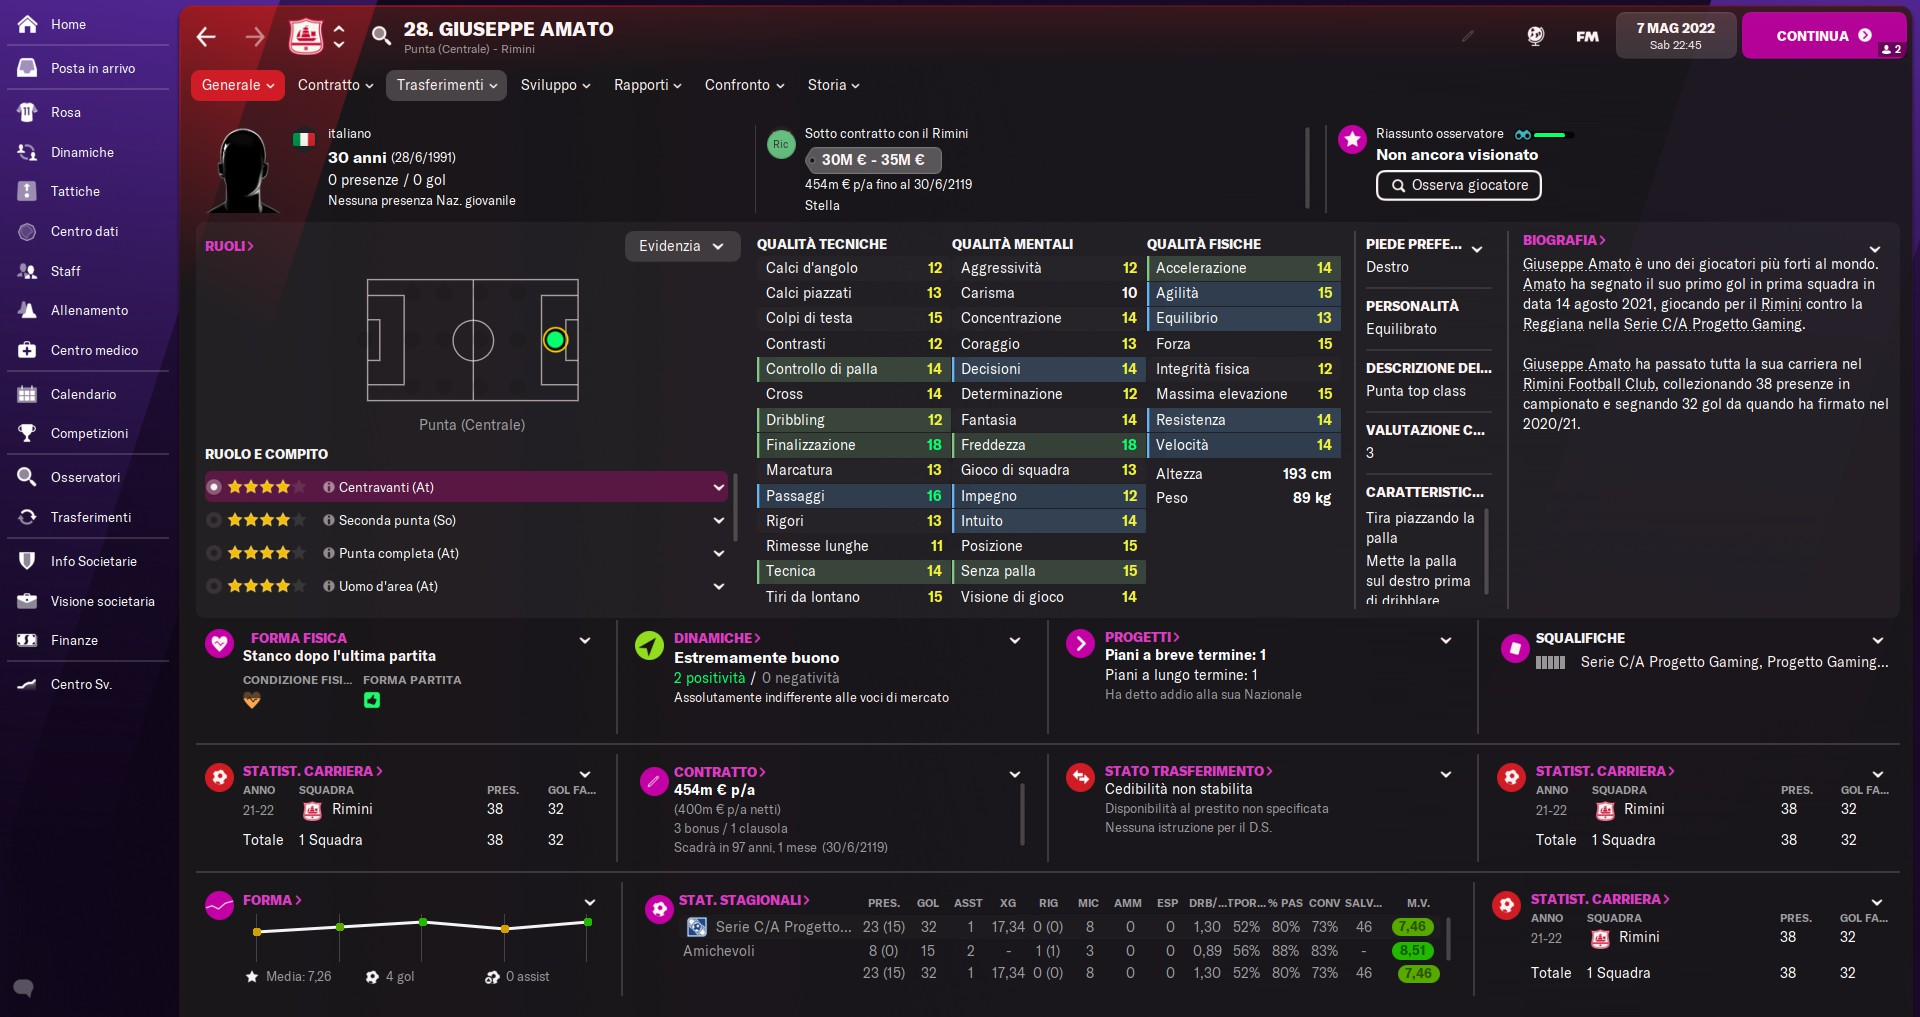 Home
Posta in arrivo
Rosa
Dinamiche
Tattiche
Centro dati
Staff
Allenamento
Centro medico
Calendario
Competizioni
Osservatori
Trasferimenti
Info Societarie
Visione societaria
Finanze
Centro Sv.
28. GIUSEPPE AMATO
Punta (Centrale) - Rimini
FM
7 MAG 2022
Sab 22:45
CONTINUA
2
Generale
Contratto
Trasferimenti
Sviluppo
Rapporti
Confronto
Storia
italiano
30 anni (28/6/1991)
0 presenze / 0 gol
Nessuna presenza Naz. giovanile
Ric
Sotto contratto con il Rimini
30M € - 35M €
454m € p/a fino al 30/6/2119
Stella
Riassunto osservatore
Non ancora visionato
Osserva giocatore
RUOLI
Evidenzia
Punta (Centrale)
RUOLO E COMPITO
Centravanti (At)
Seconda punta (So)
Punta completa (At)
Uomo d'area (At)
QUALITÀ TECNICHE
Calci d'angolo 12
Calci piazzati 13
Colpi di testa 15
Contrasti 12
Controllo di palla 14
Cross 14
Dribbling 12
Finalizzazione 18
Marcatura 13
Passaggi 16
Rigori 13
Rimesse lunghe 11
Tecnica 14
Tiri da lontano 15
QUALITÀ MENTALI
Aggressività 12
Carisma 10
Concentrazione 14
Coraggio 13
Decisioni 14
Determinazione 12
Fantasia 14
Freddezza 18
Gioco di squadra 13
Impegno 12
Intuito 14
Posizione 15
Senza palla 15
Visione di gioco 14
QUALITÀ FISICHE
Accelerazione 14
Agilità 15
Equilibrio 13
Forza 15
Integrità fisica 12
Massima elevazione 15
Resistenza 14
Velocità 14
Altezza 193 cm
Peso 89 kg
PIEDE PREFE...
Destro
PERSONALITÀ
Equilibrato
DESCRIZIONE DEI...
Punta top class
VALUTAZIONE C...
3
CARATTERISTIC...
Tira piazzando la
palla
Mette la palla
sul destro prima
di dribblare
BIOGRAFIA
Giuseppe Amato è uno dei giocatori più forti al mondo.
Amato ha segnato il suo primo gol in prima squadra in
data 14 agosto 2021, giocando per il Rimini contro la
Reggiana nella Serie C/A Progetto Gaming.
Giuseppe Amato ha passato tutta la sua carriera nel
Rimini Football Club, collezionando 38 presenze in
campionato e segnando 32 gol da quando ha firmato nel
2020/21.
FORMA FISICA
Stanco dopo l'ultima partita
CONDIZIONE FISI... FORMA PARTITA
DINAMICHE
Estremamente buono
2 positività / 0 negatività
Assolutamente indifferente alle voci di mercato
PROGETTI
Piani a breve termine: 1
Piani a lungo termine: 1
Ha detto addio alla sua Nazionale
SQUALIFICHE
Serie C/A Progetto Gaming, Progetto Gaming...
STATIST. CARRIERA
ANNO SQUADRA PRES. GOL FA...
21-22 Rimini 38 32
Totale 1 Squadra 38 32
CONTRATTO
454m € p/a
(400m € p/a netti)
3 bonus / 1 clausola
Scadrà in 97 anni, 1 mese (30/6/2119)
STATO TRASFERIMENTO
Cedibilità non stabilita
Disponibilità al prestito non specificata
Nessuna istruzione per il D.S.
STATIST. CARRIERA
ANNO SQUADRA PRES. GOL FA...
21-22 Rimini 38 32
Totale 1 Squadra 38 32
FORMA
Media: 7,26 4 gol 0 assist
STAT. STAGIONALI PRES. GOL ASST XG RIG MIC AMM ESP DRB/... TPOR... % PAS CONV SALV... M.V.
Serie C/A Progetto... 23 (15) 32 1 17,34 0 (0) 8 0 0 1,30 52% 80% 73% 46 7,46
Amichevoli 8 (0) 15 2 - 1 (1) 3 0 0 0,89 56% 88% 83% - 8,51
23 (15) 32 1 17,34 0 (0) 8 0 0 1,30 52% 80% 73% 46 7,46
STATIST. CARRIERA
ANNO SQUADRA PRES. GOL FA...
21-22 Rimini 38 32
Totale 1 Squadra 38 32